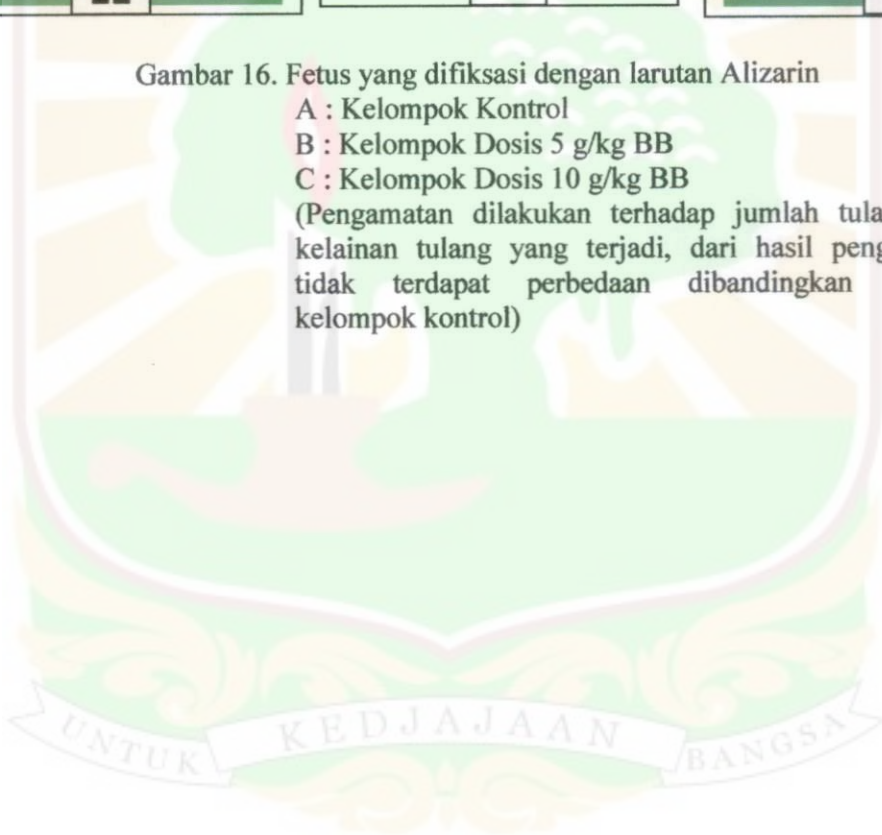 Gambar 16. Fetus yang difiksasi dengan larutan Alizarin
A : Kelompok Kontrol
B : Kelompok Dosis 5 g/kg BB
C : Kelompok Dosis 10 g/kg BB
(Pengamatan dilakukan terhadap jumlah
kelainan tulang yang terjadi, dari hasil
tidak terdapat perbedaan dibandingkan
kelompok kontrol)
UNTUK KEDJAJAAN BANGSA